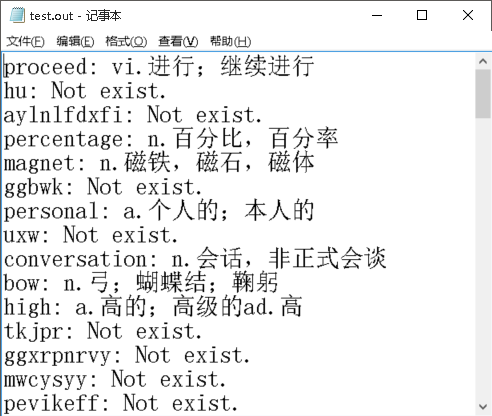 test.out - 记事本
文件(F) 编辑(E) 格式(O) 查看(V) 帮助(H)
proceed: vi.进行；继续进行
hu: Not exist.
aylnlfdxfi: Not exist.
percentage: n.百分比，百分率
magnet: n.磁铁，磁石，磁体
ggbwk: Not exist.
personal: a.个人的；本人的
uxw: Not exist.
conversation: n.会话，非正式会谈
bow: n.弓；蝴蝶结；鞠躬
high: a.高的；高级的ad.高
tkjpr: Not exist.
ggxrpnrvy: Not exist.
mwcysyy: Not exist.
pevikeff: Not exist.